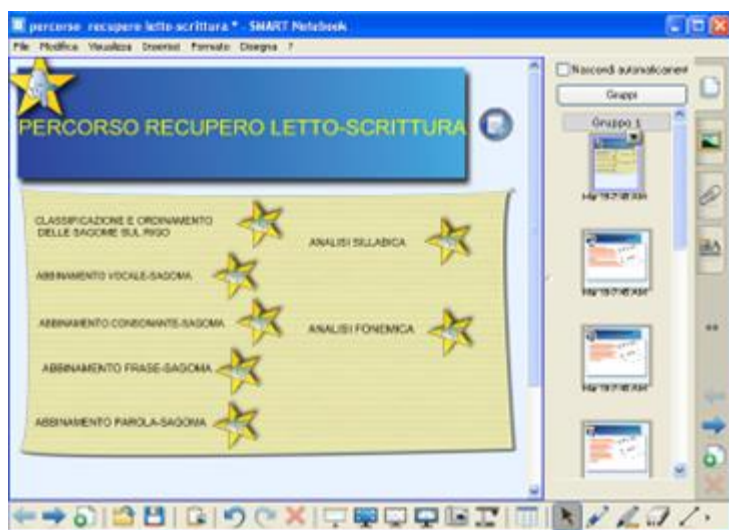 percorso recupero letto-scrittura * - SMART Notebook
File Modifica Visualizza Inserisci Formato Disegna ?
PERCORSO RECUPERO LETTO-SCRITTURA
CLASSIFICAZIONE E ORDINAMENTO
DELLE SAGOME SUL RIGO
ABBINAMENTO VOCALE-SAGOMA
ABBINAMENTO CONSONANTE-SAGOMA
ABBINAMENTO FRASE-SAGOMA
ABBINAMENTO PAROLA-SAGOMA
ANALISI SILLABICA
ANALISI FONEMICA
Nascondi automaticament
Gruppi
Gruppo 1